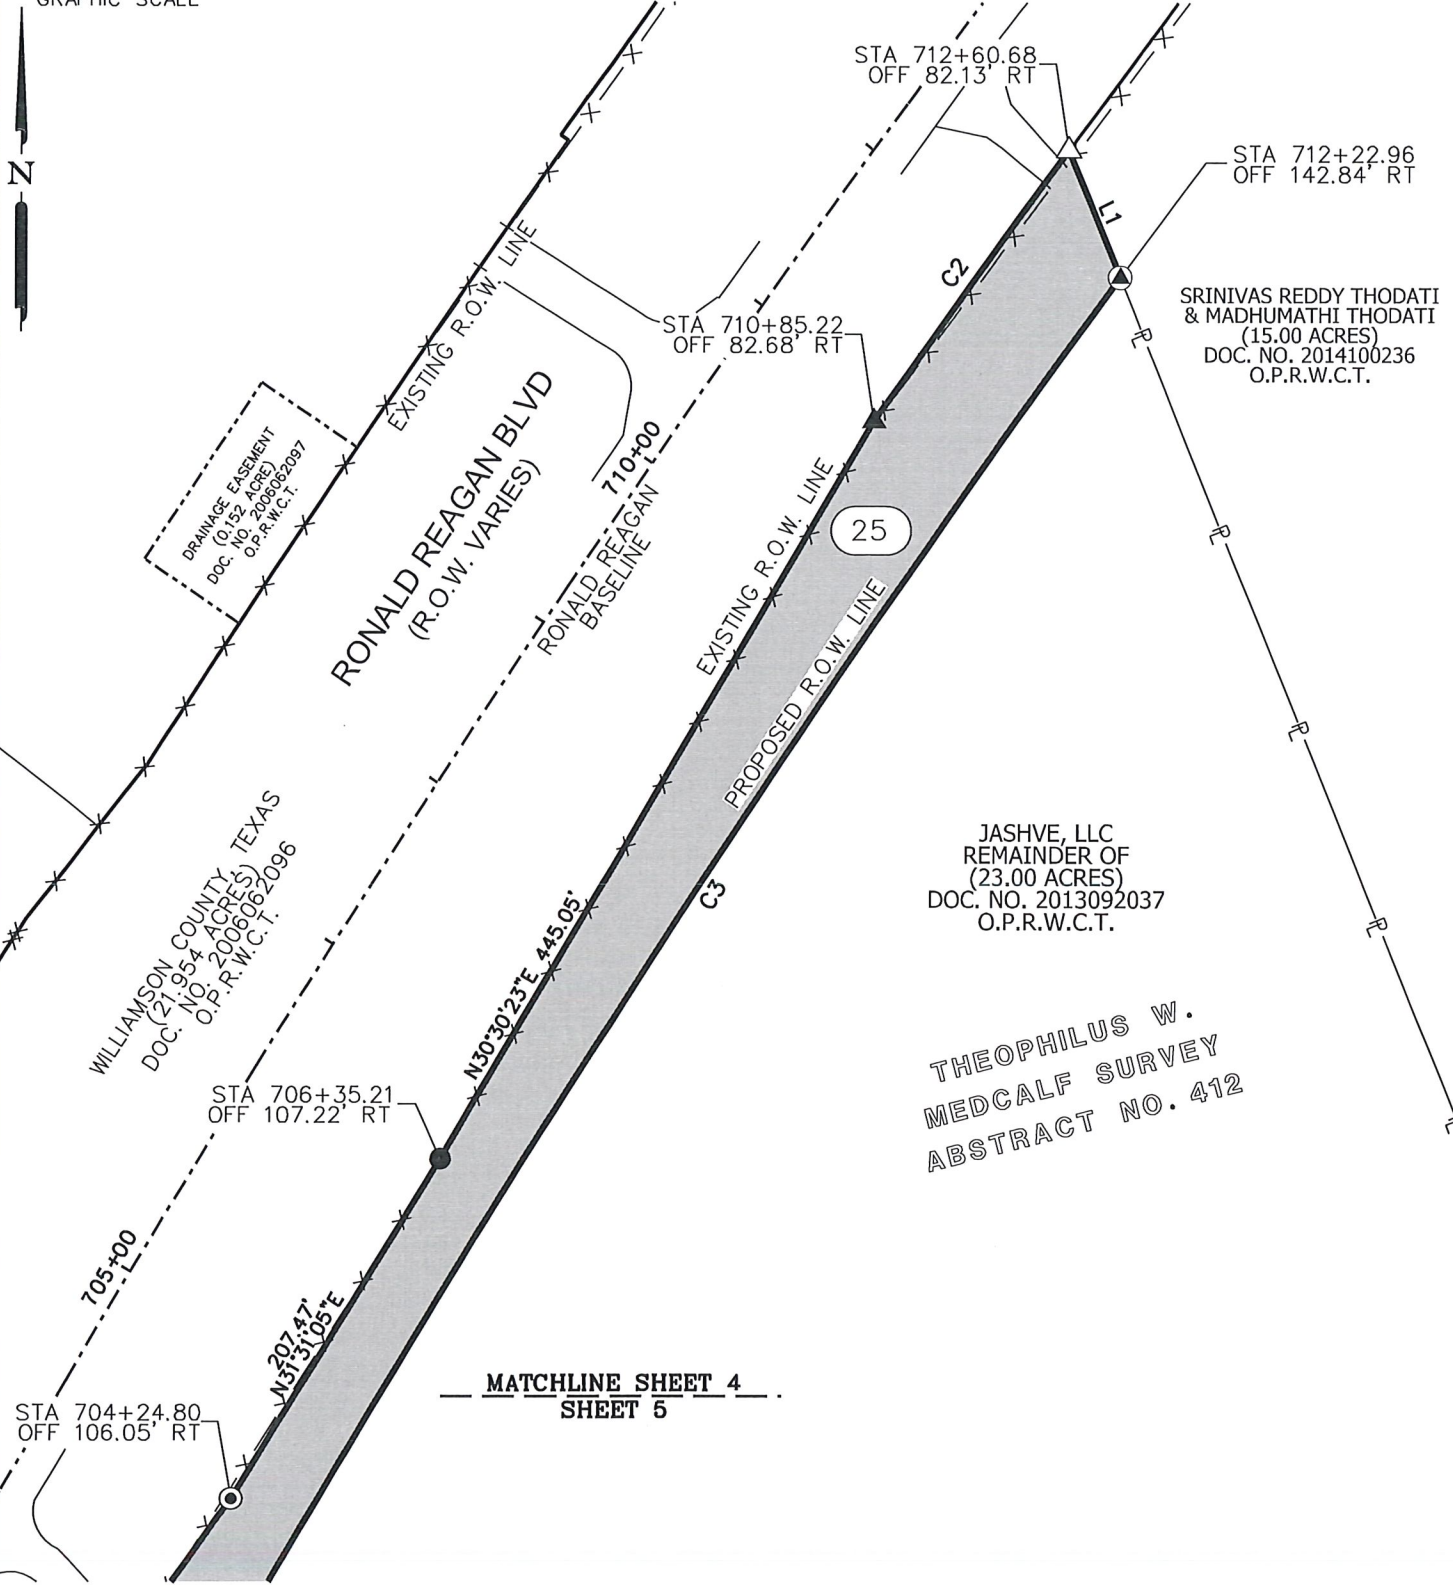 GRAPHIC SCALE
N
STA 712+60.68
OFF 82.13' RT
STA 712+22.96
OFF 142.84' RT
L1
C2
SRINIVAS REDDY THODATI
& MADHUMATHI THODATI
(15.00 ACRES)
DOC. NO. 2014100236
O.P.R.W.C.T.
EXISTING R.O.W. LINE
STA 710+85.22
OFF 82.68' RT
DRAINAGE EASEMENT
(0.152 ACRE)
DOC. NO. 2006062097
O.P.R.W.C.T.
RONALD REAGAN BLVD
(R.O.W. VARIES)
710+00
RONALD REAGAN
BASELINE
EXISTING R.O.W. LINE
25
PROPOSED R.O.W. LINE
PL
PL
PL
PL
WILLIAMSON COUNTY, TEXAS
(21.954 ACRES)
DOC. NO. 2006062096
O.P.R.W.C.T.
JASHVE, LLC
REMAINDER OF
(23.00 ACRES)
DOC. NO. 2013092037
O.P.R.W.C.T.
C3
N30°30'23"E 445.05'
THEOPHILUS W.
MEDCALF SURVEY
ABSTRACT NO. 412
STA 706+35.21
OFF 107.22' RT
705+00
207.47'
N31°31'05"E
MATCHLINE SHEET 4
SHEET 5
STA 704+24.80
OFF 106.05' RT